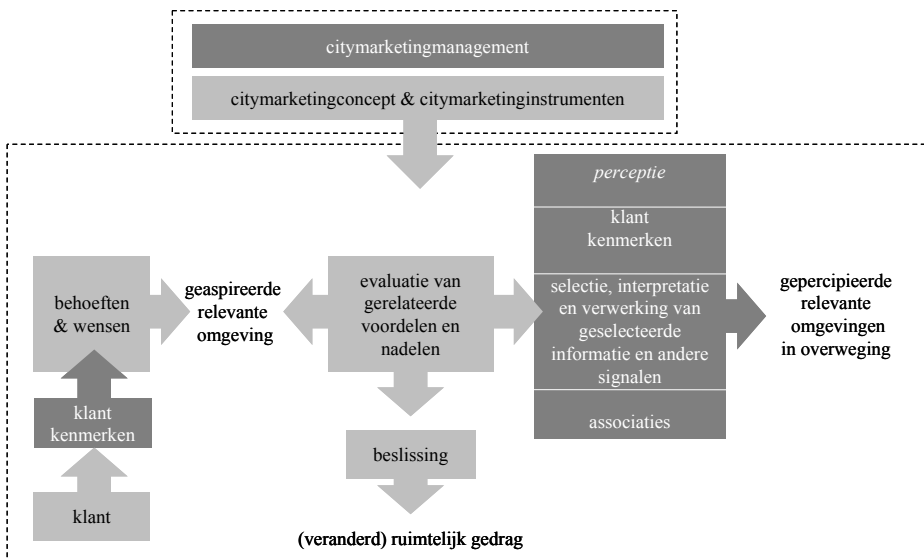 citymarketingmanagement
citymarketingconcept & citymarketinginstrumenten
perceptie
klant
kenmerken
behoeften
& wensen
geaspireerde
relevante
omgeving
evaluatie van
gerelateerde
voordelen en
nadelen
selectie, interpretatie
en verwerking van
geselecteerde
informatie en andere
signalen
gepercipieerde
relevante
omgevingen
in overweging
klant
kenmerken
associaties
beslissing
klant
(veranderd) ruimtelijk gedrag